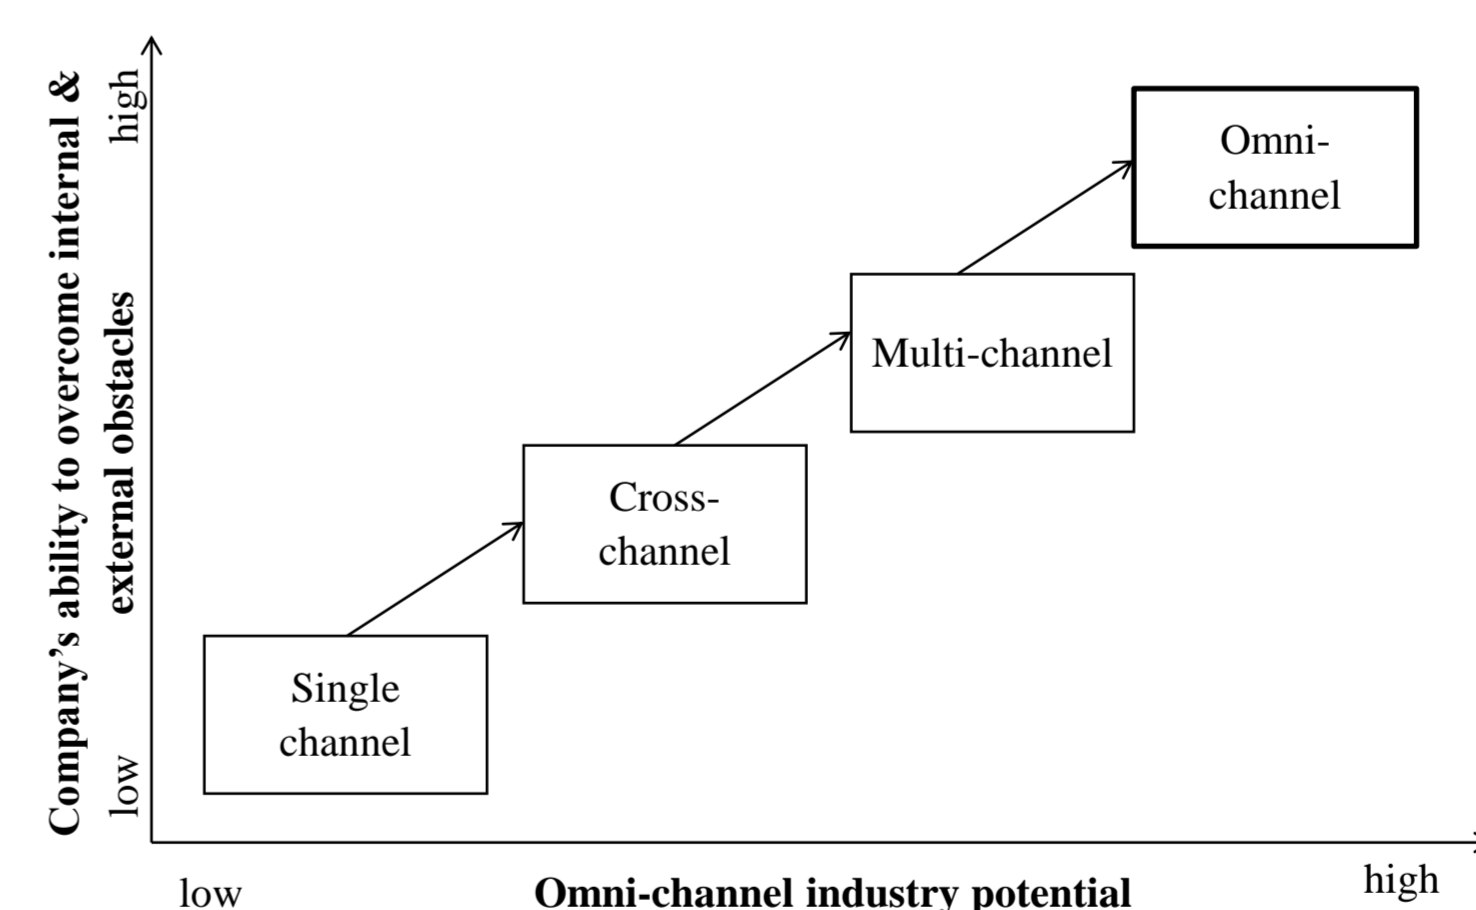 Company’s ability to overcome internal &
external obstacles
high
low
Omni-
channel
Multi-channel
Cross-
channel
Single
channel
low
Omni-channel industry potential
high